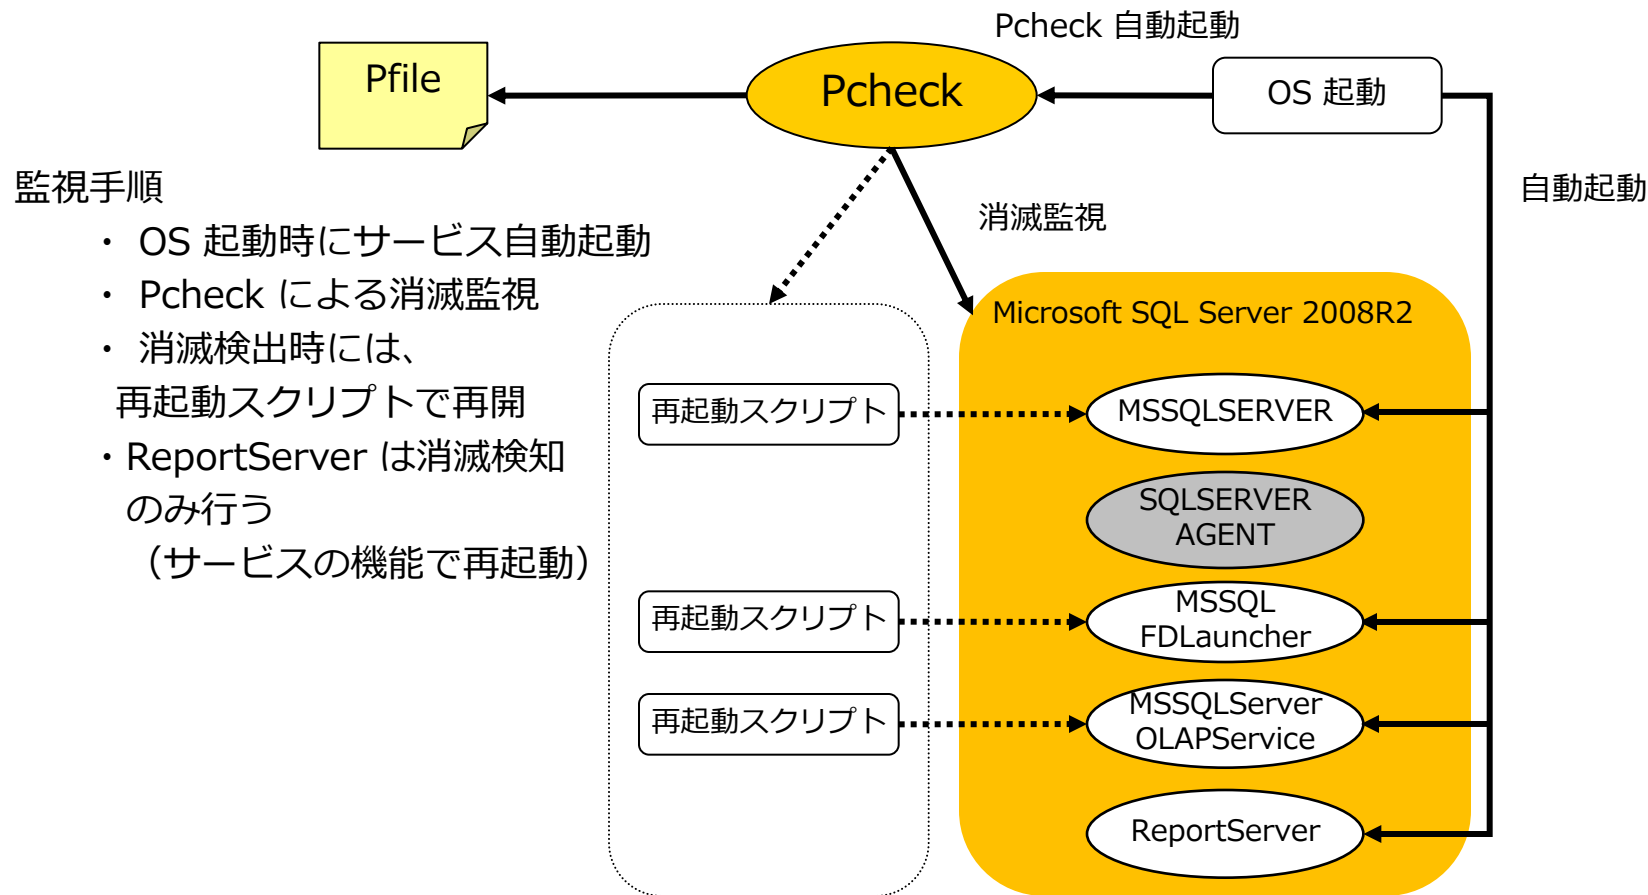 Pcheck 自動起動
Pfile
Pcheck
OS 起動
自動起動
監視手順
・ OS 起動時にサービス自動起動
・ Pcheck による消滅監視
・ 消滅検出時には、
再起動スクリプトで再開
・ReportServer は消滅検知
のみ行う
（サービスの機能で再起動）
消滅監視
Microsoft SQL Server 2008R2
再起動スクリプト
MSSQLSERVER
SQLSERVER
AGENT
再起動スクリプト
MSSQL
FDLauncher
再起動スクリプト
MSSQLServer
OLAPService
ReportServer